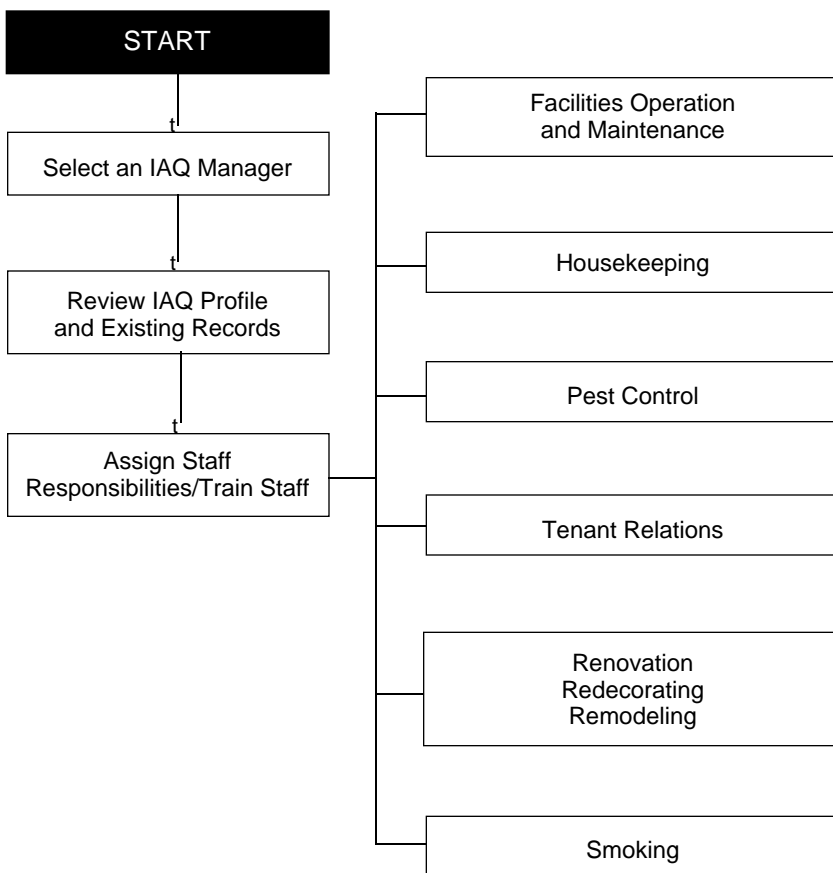 START
t
Select an IAQ Manager
t
Review IAQ Profile
and Existing Records
t
Assign Staff
Responsibilities/Train Staff
Facilities Operation
and Maintenance
Housekeeping
Pest Control
Tenant Relations
Renovation
Redecorating
Remodeling
Smoking